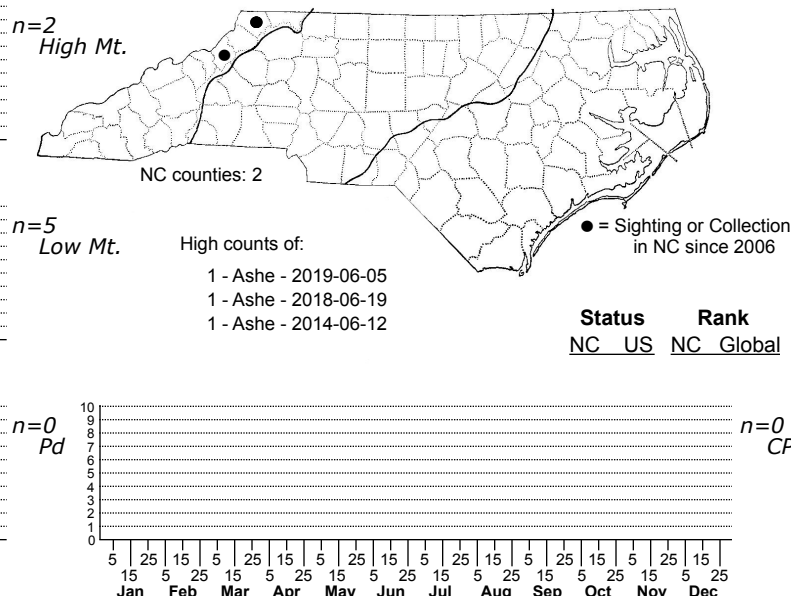 n=2
High Mt.
NC counties: 2
n=5
Low Mt.
High counts of:
1 - Ashe - 2019-06-05
1 - Ashe - 2018-06-19
1 - Ashe - 2014-06-12
● = Sighting or Collection
in NC since 2006
Status Rank
NC US NC Global
n=0
Pd
n=0
CP
10
9
8
7
6
5
4
3
2
1
0
5 25 15 5 25 15 5 25 15 5 25 15 5 25 15 5 25 15
15 5 25 15 5 25 15 5 25 15 5 25 15 5 25 15 5 25
Jan Feb Mar Apr May Jun Jul Aug Sep Oct Nov Dec